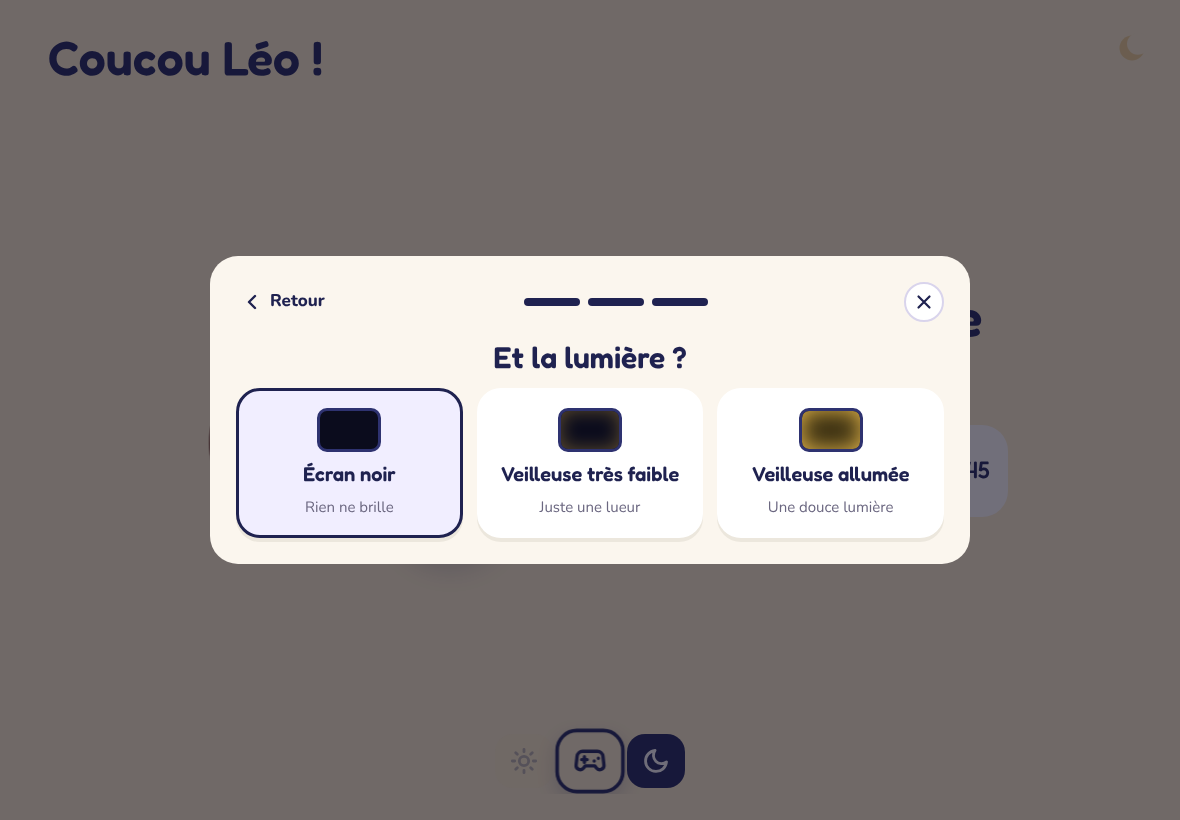 Coucou Léo !
Retour
Et la lumière ?
Écran noir
Rien ne brille
Veilleuse très faible
Juste une lueur
Veilleuse allumée
Une douce lumière